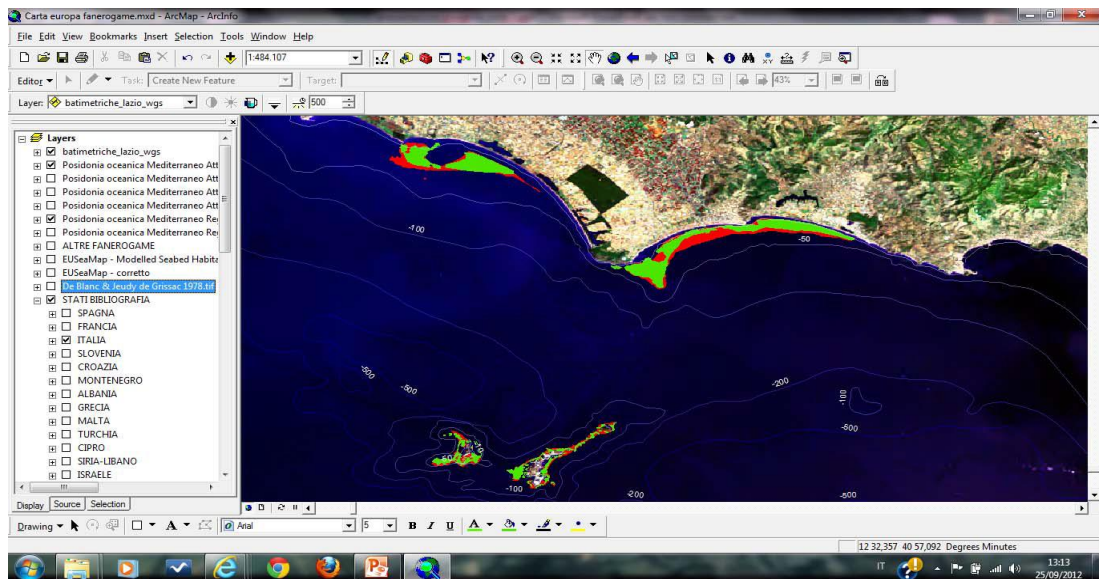 Carta europa fanerogame.mxd - ArcMap - ArcInfo
File Edit View Bookmarks Insert Selection Tools Window Help
1:484.107
Editor Task: Create New Feature Target: 43%
Layer: batimetriche_lazio_wgs 500
Layers
batimetriche_lazio_wgs
Posidonia oceanica Mediterraneo Att
Posidonia oceanica Mediterraneo Att
Posidonia oceanica Mediterraneo Att
Posidonia oceanica Mediterraneo Att
Posidonia oceanica Mediterraneo Re
Posidonia oceanica Mediterraneo Re
ALTRE FANEROGAME
EUSeaMap - Modelled Seabed Habita
EUSeaMap - corretto
De Blanc & Jeudy de Grissac 1978.tif
STATI BIBLIOGRAFIA
SPAGNA
FRANCIA
ITALIA
SLOVENIA
CROAZIA
MONTENEGRO
ALBANIA
GRECIA
MALTA
TURCHIA
CIPRO
SIRIA-LIBANO
ISRAELE
-100
-50
-500
-200
-100
-500
-100
-200
-500
Display Source Selection
Drawing A Arial 5 B I U A
12 32,357 40 57,092 Degrees Minutes
IT 13:13
25/09/2012